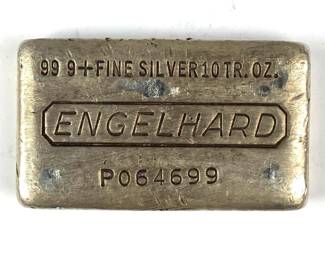 99 9+FINE SILVER 10 TR. OZ.
ENGELHARD
P064699